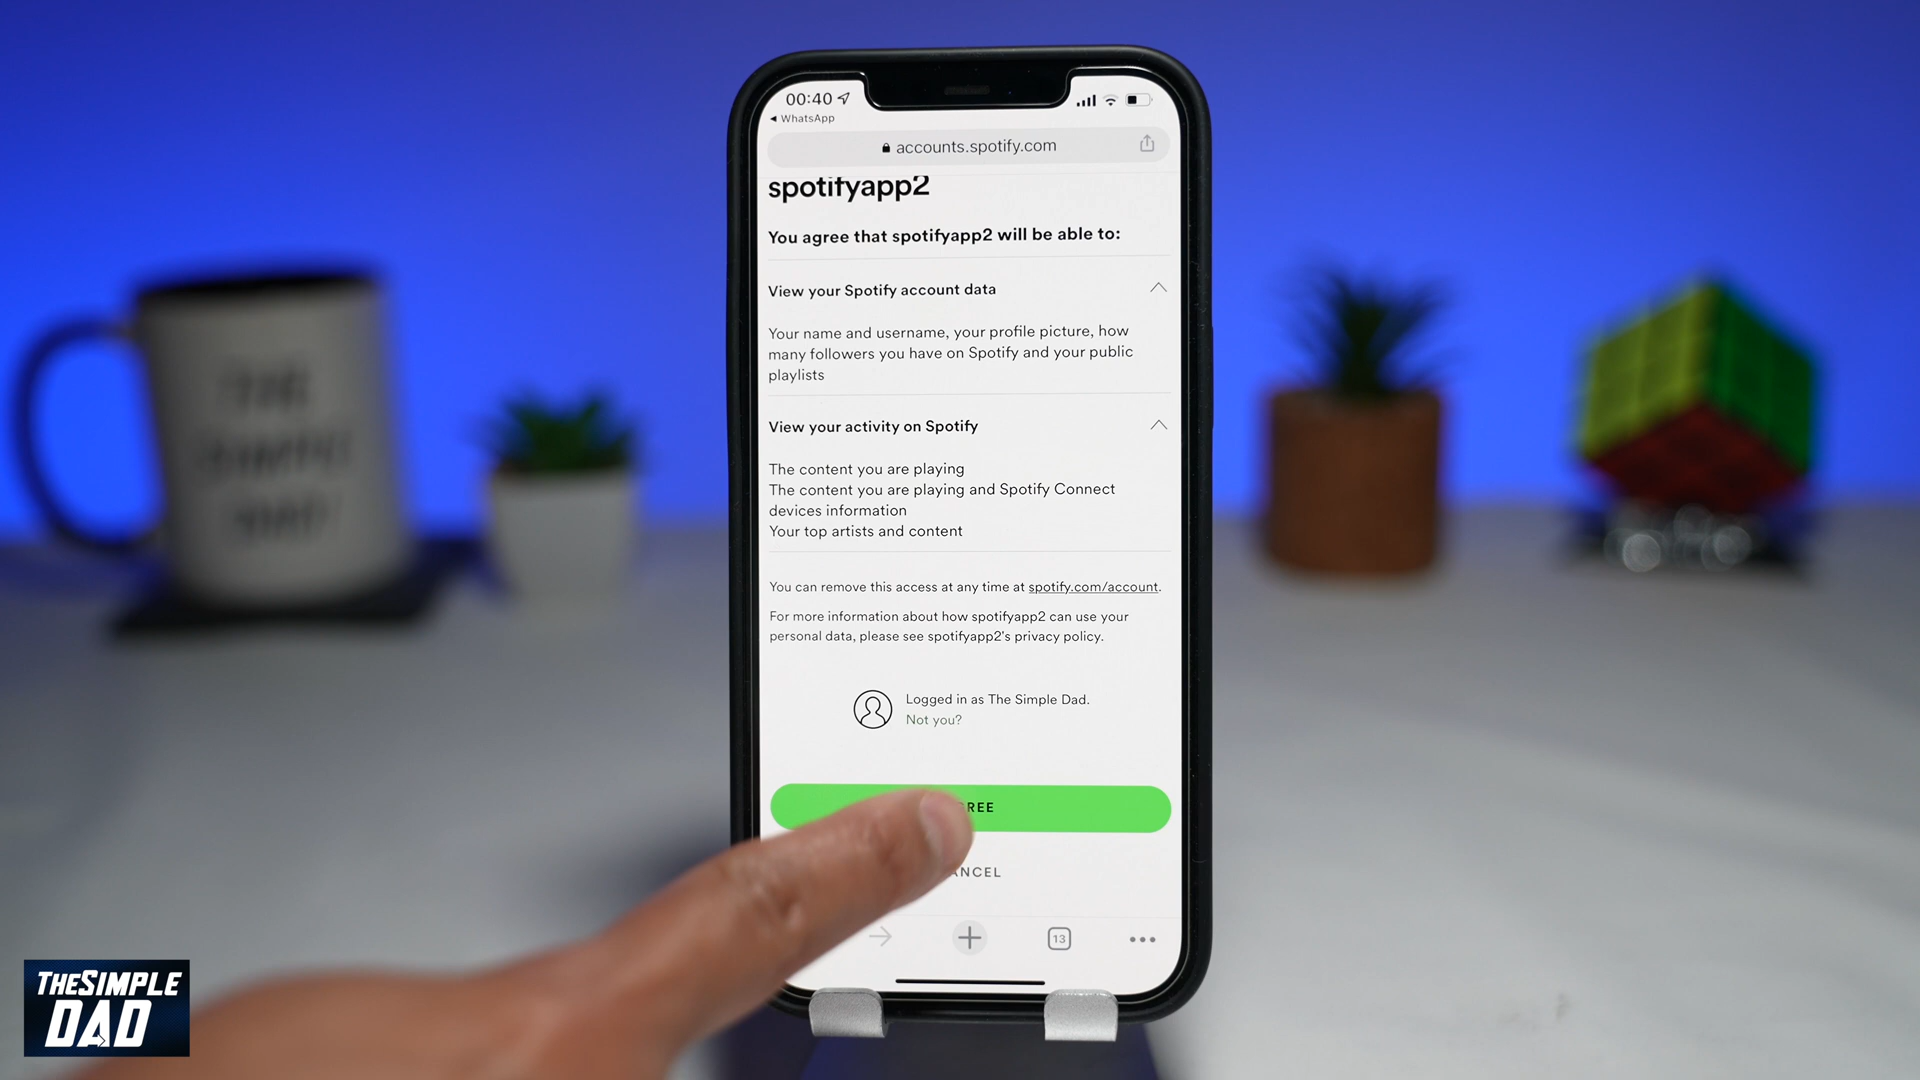 00:40
WhatsApp
accounts.spotify.com
spotifyapp2
You agree that spotifyapp2 will be able to:
View your Spotify account data
Your name and username, your profile picture, how
many followers you have on Spotify and your public
playlists
View your activity on Spotify
The content you are playing
The content you are playing and Spotify Connect
devices information
Your top artists and content
You can remove this access at any time at spotify.com/account.
For more information about how spotifyapp2 can use your
personal data, please see spotifyapp2's privacy policy.
Logged in as The Simple Dad.
Not you?
GREE
ANCEL
13
THE
SIMPLE
DAD
THESIMPLE
DAD